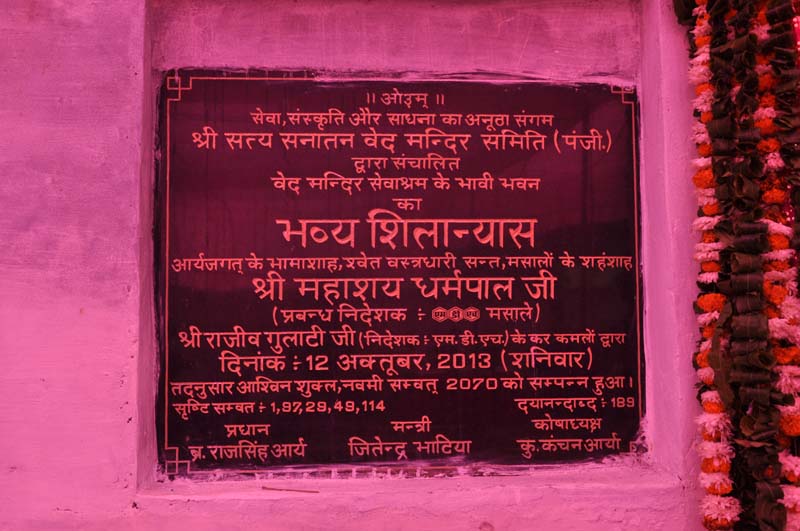 ।। ओ३म् ।।
सेवा,संस्कृति और साधना का अनूठा संगम
श्री सत्य सनातन वेद मन्दिर समिति (पंजी.)
द्वारा संचालित
वेद मन्दिर सेवाश्रम के भावी भवन
का
भव्य शिलान्यास
आर्यजगत् के भामाशाह,श्वेत वस्त्रधारी सन्त,मसालों के शहंशाह
श्री महाशय धर्मपाल जी
(प्रबन्ध निदेशक :- एम डी एच मसाले)
श्री राजीव गुलाटी जी (निदेशक :- एम.डी.एच.) के कर कमलों द्वारा
दिनांक :- 12 अक्तूबर, 2013 (शनिवार)
तदनुसार आश्विन शुक्ल,नवमी सम्वत् 2070 को सम्पन्न हुआ।
सृष्टि सम्वत :- 1,97,29,49,114 दयानन्दाब्द :- 189
प्रधान मन्त्री कोषाध्यक्ष
ब्र.राजसिंह आर्य जितेन्द्र भाटिया कु.कंचन आर्या